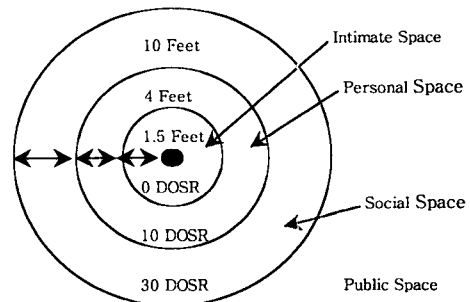 10 Feet
Intimate Space
4 Feet
Personal Space
1.5 Feet
0 DOSR
Social Space
10 DOSR
30 DOSR
Public Space